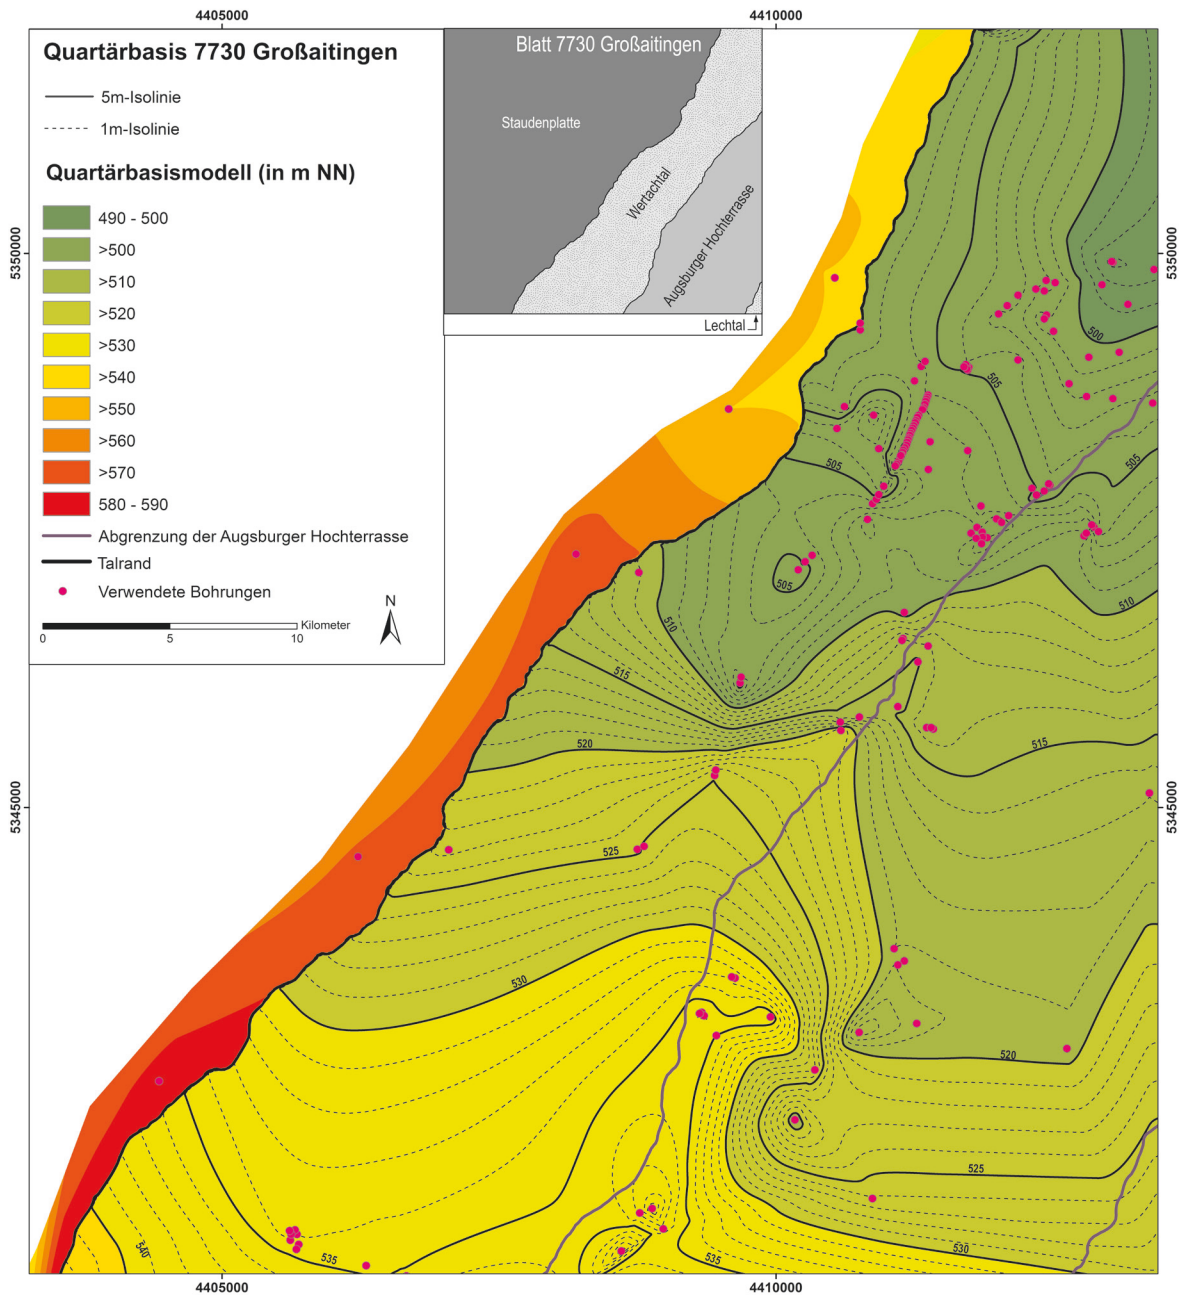 4405000
4410000
Quartärbasis 7730 Großaitingen
5m-Isolinie
1m-Isolinie
Quartärbasismodell (in m NN)
490 - 500
>500
>510
>520
>530
>540
>550
>560
>570
580 - 590
Abgrenzung der Augsburger Hochterrasse
Talrand
Verwendete Bohrungen
0
5
10
Kilometer
N
Blatt 7730 Großaitingen
Staudenplatte
Wertachtal
Augsburger Hochterrasse
Lechtal
5350000
5350000
500
505
505
505
505
510
510
515
515
520
525
5345000
5345000
530
520
525
530
535
535
540
4405000
4410000